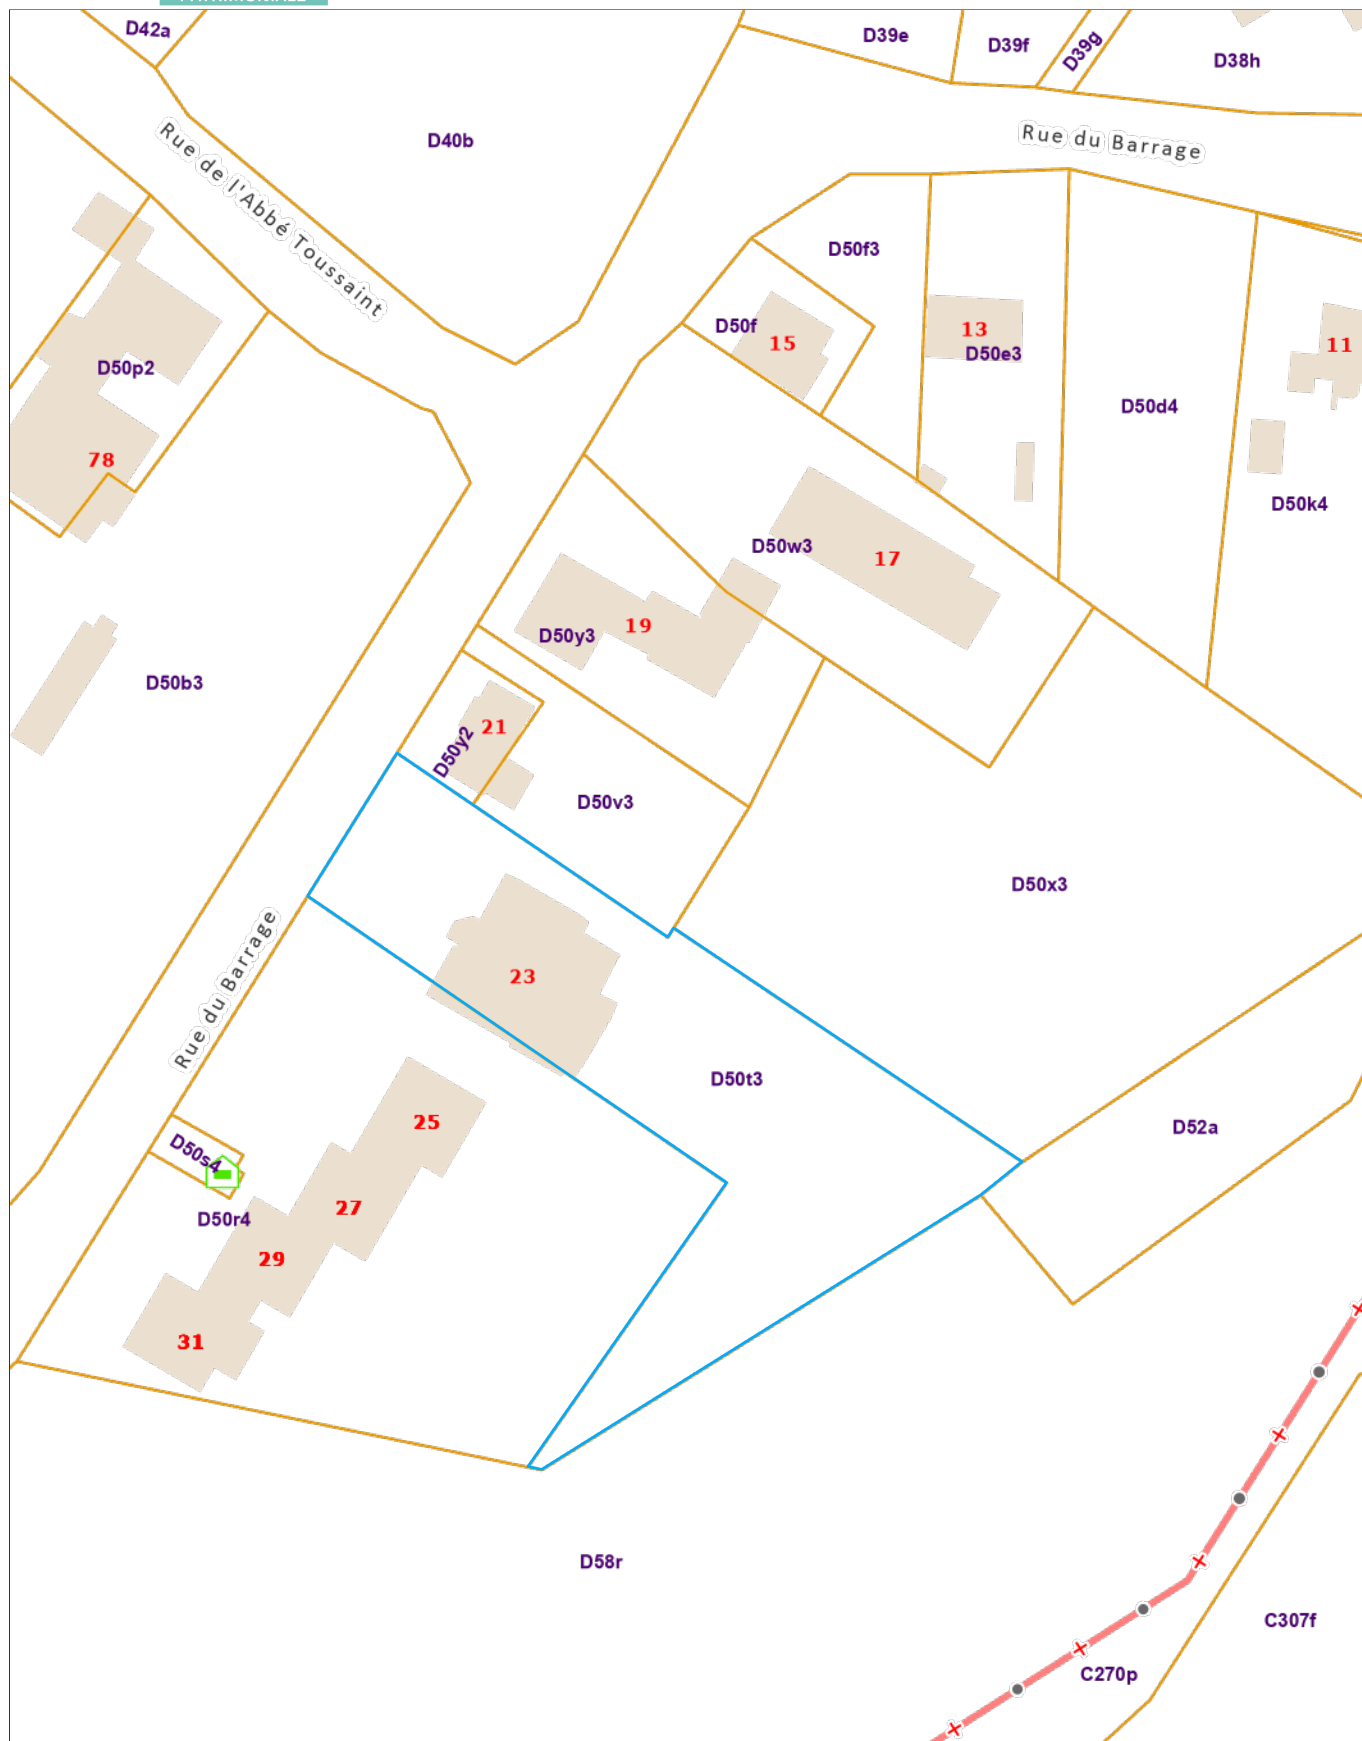 D42a
D39e
D39f
D39g
D38h
D40b
Rue du Barrage
Rue de l'Abbé Toussaint
D50f3
D50f
15
13
D50e3
11
D50p2
D50d4
78
D50k4
D50w3
17
19
D50y3
D50b3
21
D50y2
D50v3
D50x3
Rue du Barrage
23
D50t3
25
D52a
D50s4
27
D50r4
29
31
D58r
C307f
C270p